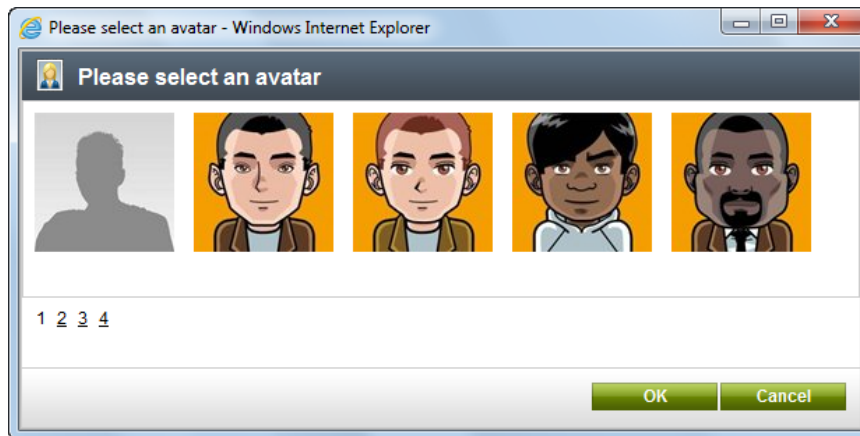 Please select an avatar - Windows Internet Explorer
Please select an avatar
1 2 3 4
OK Cancel